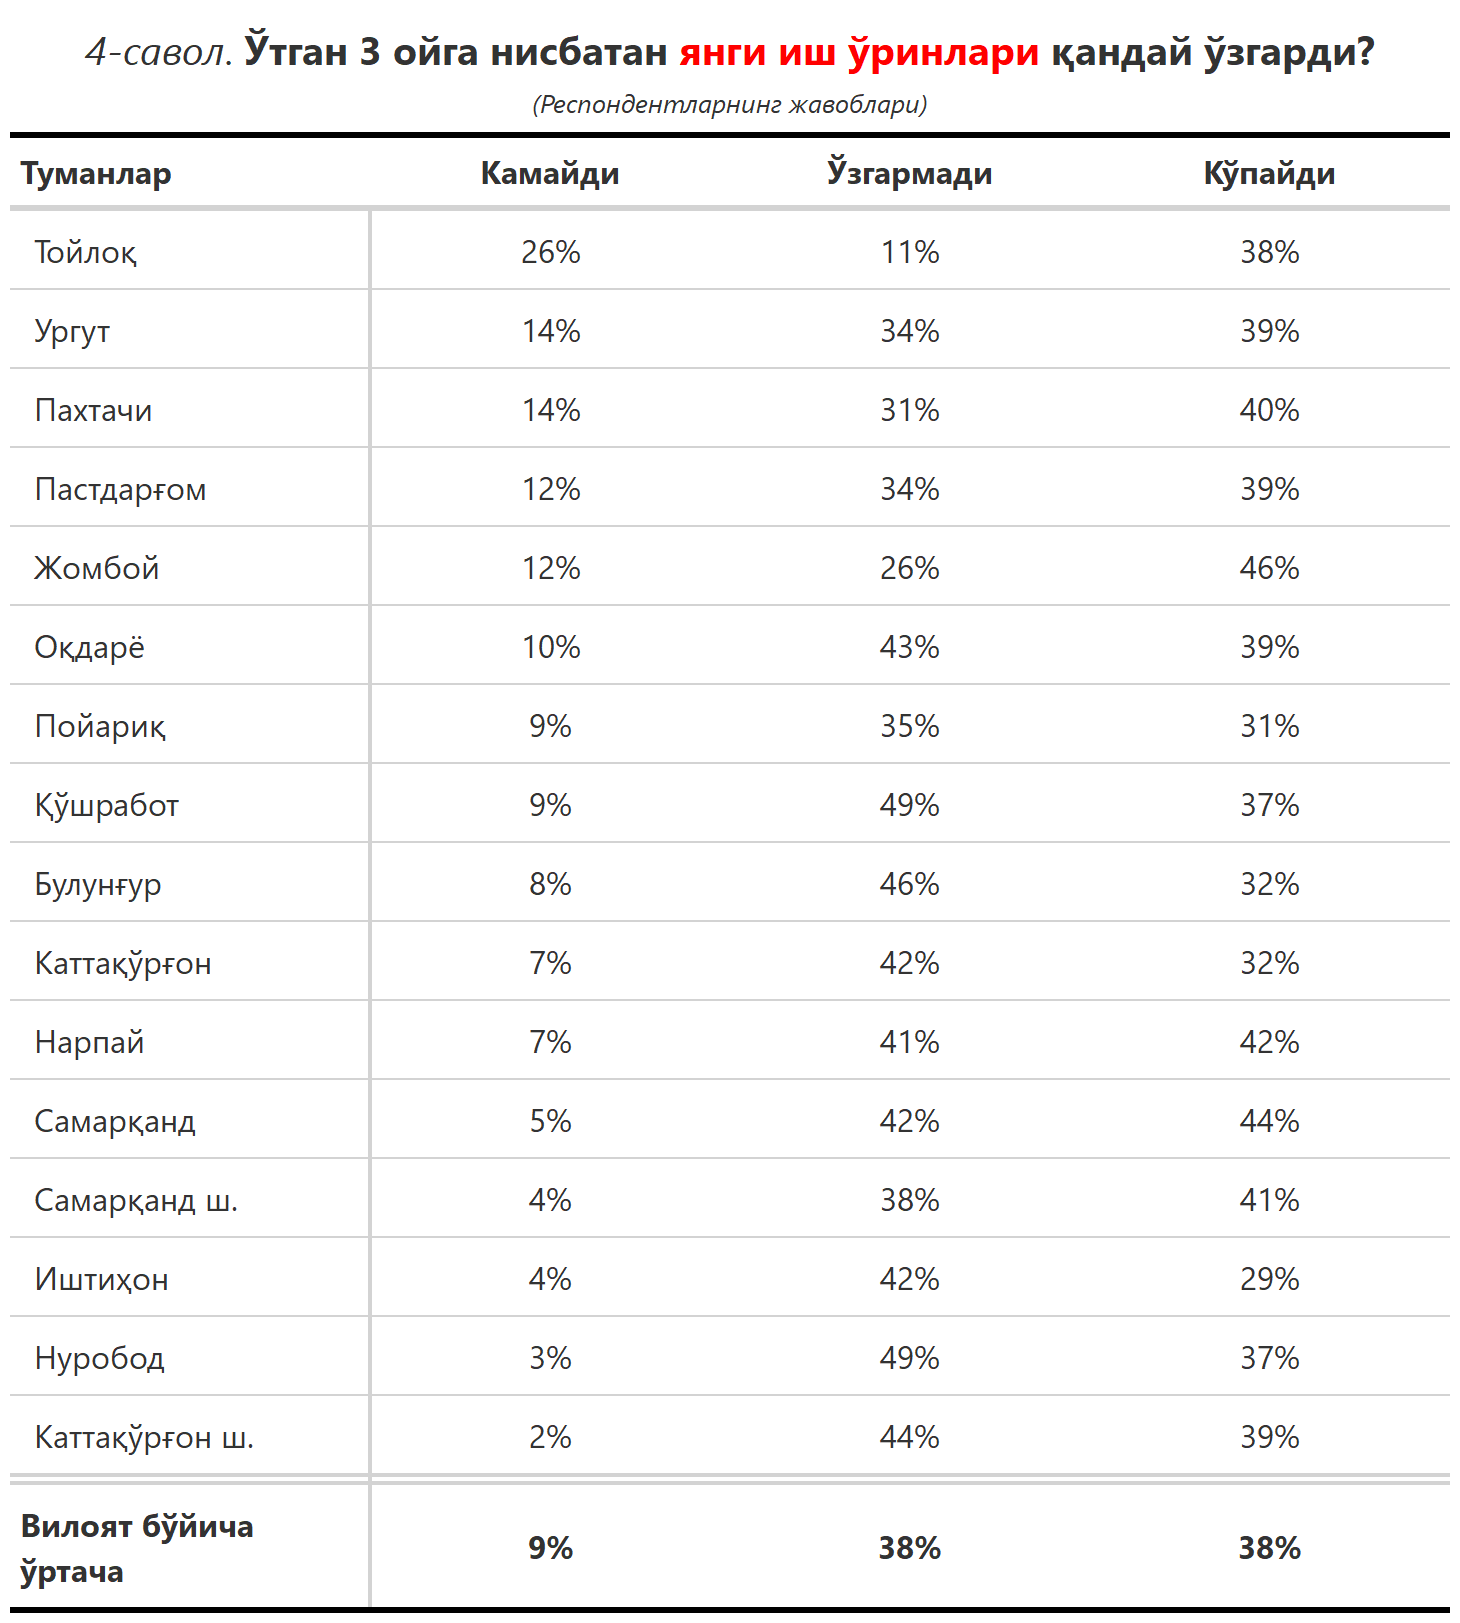 4-савол. Ўтган 3 ойга нисбатан янги иш ўринлари қандай ўзгарди?
(Респондентларнинг жавоблари)
Туманлар Камайди Ўзгармади Кўпайди
Тойлоқ 26% 11% 38%
Ургут 14% 34% 39%
Пахтачи 14% 31% 40%
Пастдарғом 12% 34% 39%
Жомбой 12% 26% 46%
Оқдарё 10% 43% 39%
Пойариқ 9% 35% 31%
Қўшработ 9% 49% 37%
Булунғур 8% 46% 32%
Каттақўрғон 7% 42% 32%
Нарпай 7% 41% 42%
Самарқанд 5% 42% 44%
Самарқанд ш. 4% 38% 41%
Иштиҳон 4% 42% 29%
Нуробод 3% 49% 37%
Каттақўрғон ш. 2% 44% 39%
Вилоят бўйича
ўртача 9% 38% 38%